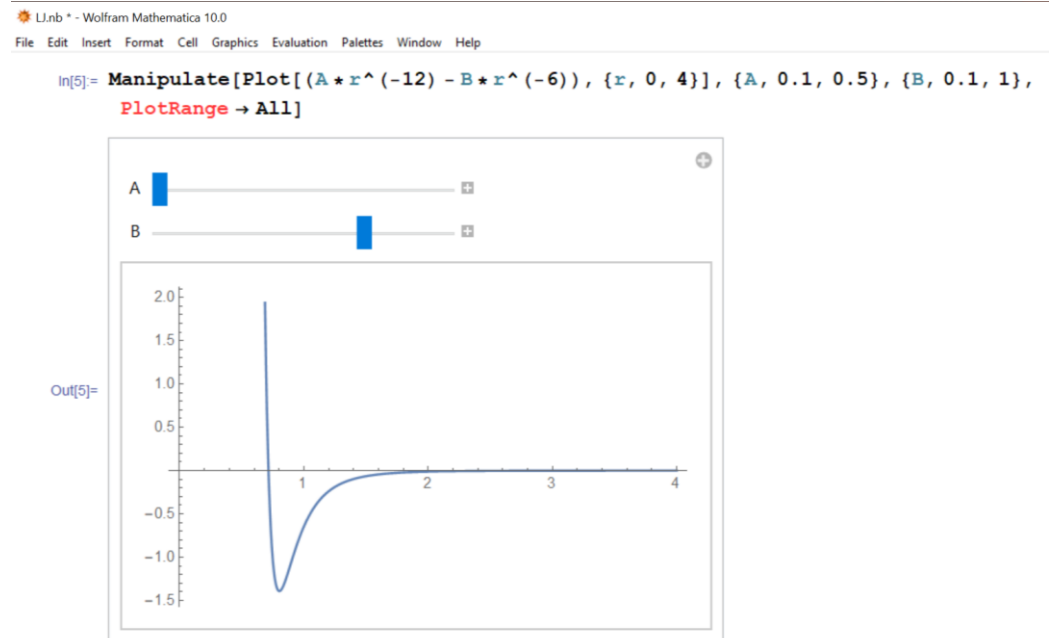 LJ.nb * - Wolfram Mathematica 10.0
File Edit Insert Format Cell Graphics Evaluation Palettes Window Help
In[5]:= Manipulate[Plot[(A * r^(-12) - B * r^(-6)), {r, 0, 4}], {A, 0.1, 0.5}, {B, 0.1, 1},
PlotRange → All]
A
B
2.0
1.5
1.0
Out[5]=
0.5
1 2 3 4
-0.5
-1.0
-1.5